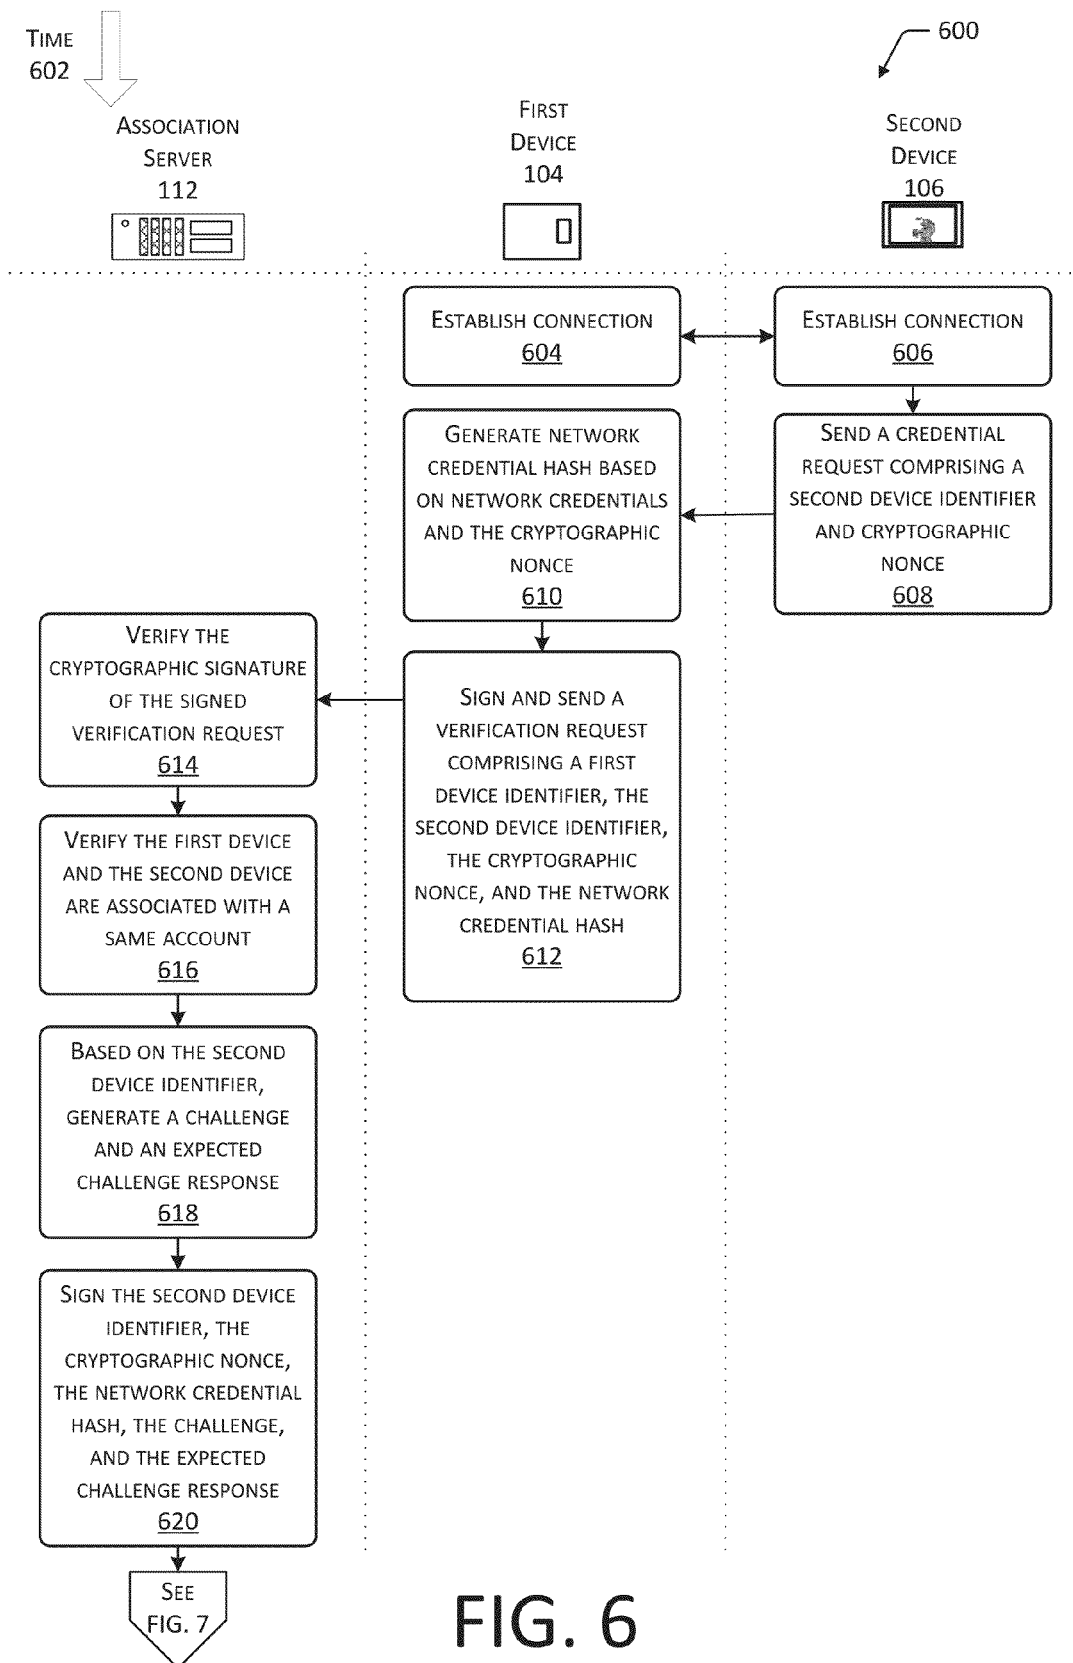 TIME
602
600
ASSOCIATION
SERVER
112
FIRST
DEVICE
104
SECOND
DEVICE
106
ESTABLISH CONNECTION
604
ESTABLISH CONNECTION
606
GENERATE NETWORK
CREDENTIAL HASH BASED
ON NETWORK CREDENTIALS
AND THE CRYPTOGRAPHIC
NONCE
610
SEND A CREDENTIAL
REQUEST COMPRISING A
SECOND DEVICE IDENTIFIER
AND CRYPTOGRAPHIC
NONCE
608
VERIFY THE
CRYPTOGRAPHIC SIGNATURE
OF THE SIGNED
VERIFICATION REQUEST
614
SIGN AND SEND A
VERIFICATION REQUEST
COMPRISING A FIRST
DEVICE IDENTIFIER, THE
SECOND DEVICE IDENTIFIER,
THE CRYPTOGRAPHIC
NONCE, AND THE NETWORK
CREDENTIAL HASH
612
VERIFY THE FIRST DEVICE
AND THE SECOND DEVICE
ARE ASSOCIATED WITH A
SAME ACCOUNT
616
BASED ON THE SECOND
DEVICE IDENTIFIER,
GENERATE A CHALLENGE
AND AN EXPECTED
CHALLENGE RESPONSE
618
SIGN THE SECOND DEVICE
IDENTIFIER, THE
CRYPTOGRAPHIC NONCE,
THE NETWORK CREDENTIAL
HASH, THE CHALLENGE,
AND THE EXPECTED
CHALLENGE RESPONSE
620
SEE
FIG. 7
FIG. 6